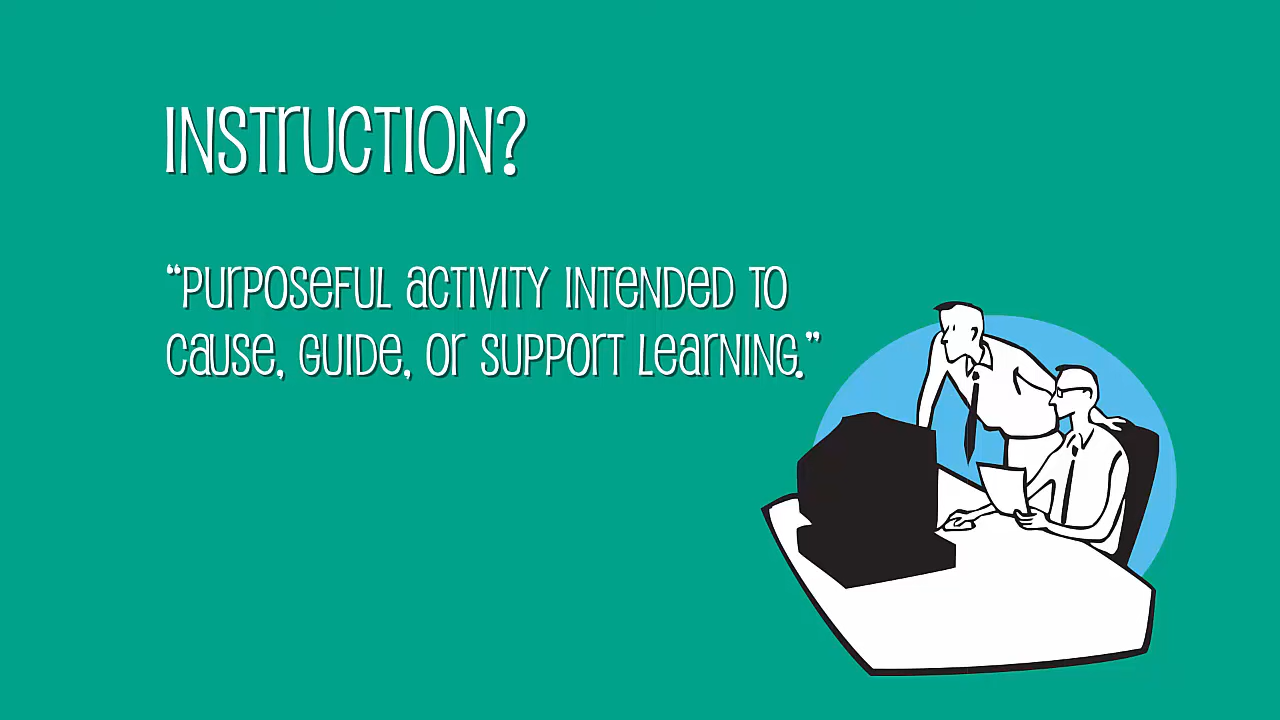 Instruction?
“Purposeful activity intended to
cause, guide, or support learning.”